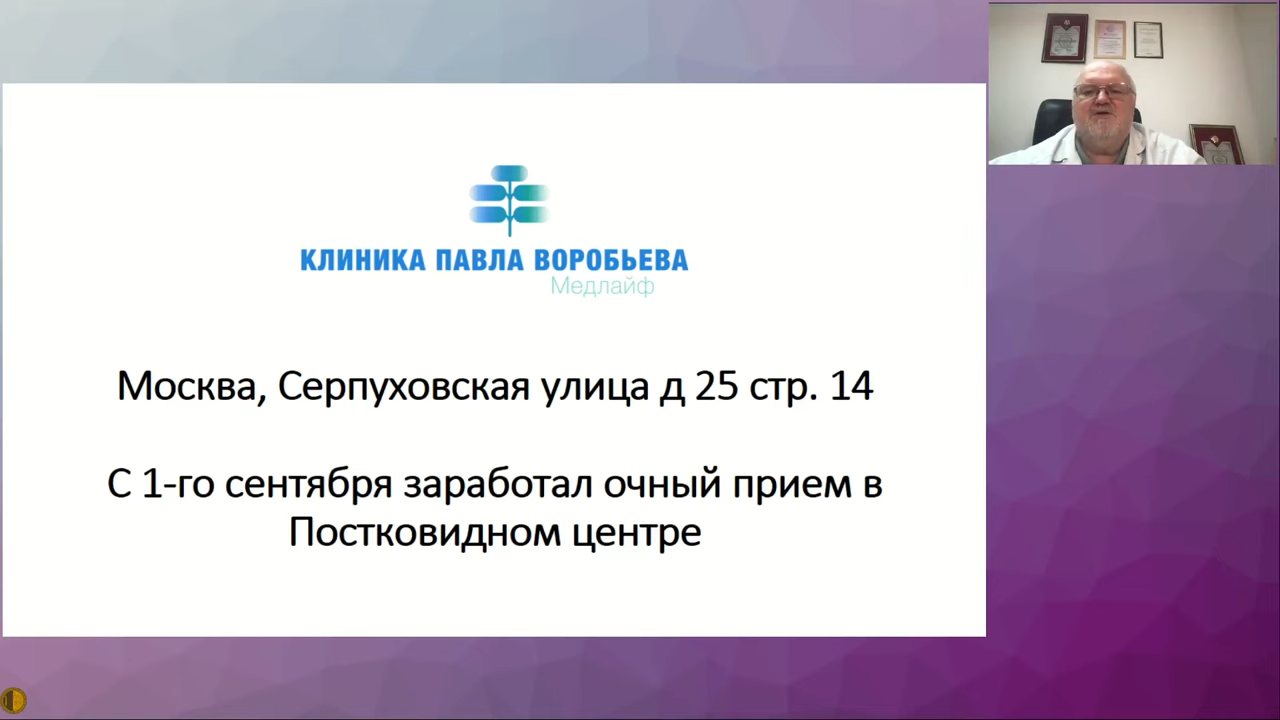 КЛИНИКА ПАВЛА ВОРОБЬЕВА
Медлайф
Москва, Серпуховская улица д 25 стр. 14
С 1-го сентября заработал очный прием в
Постковидном центре